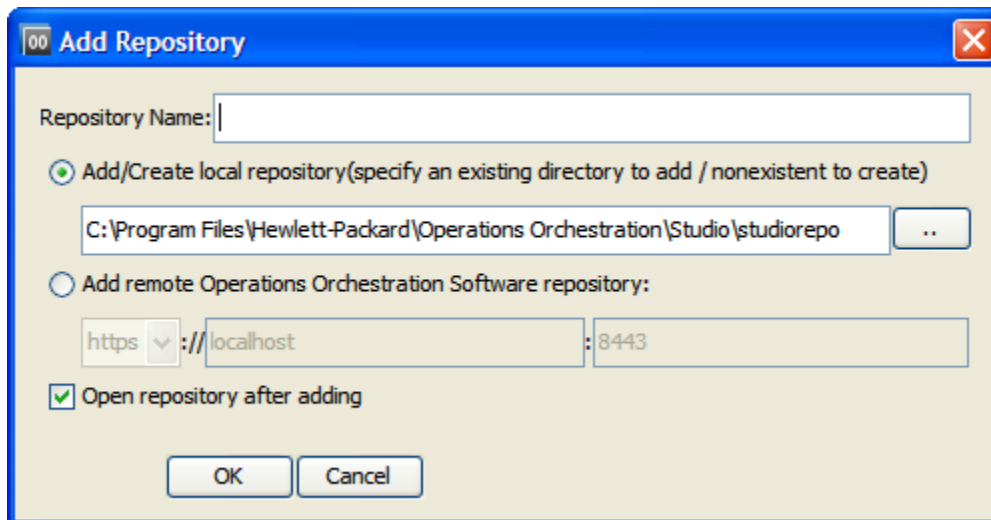 00 Add Repository
Repository Name:
Add/Create local repository(specify an existing directory to add / nonexistent to create)
C:\Program Files\Hewlett-Packard\Operations Orchestration\Studio\studiorepo ..
Add remote Operations Orchestration Software repository:
https :// localhost : 8443
Open repository after adding
OK Cancel